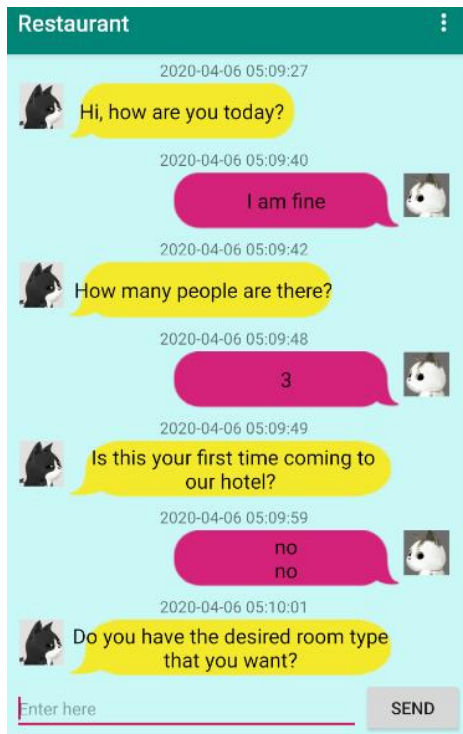 Restaurant
2020-04-06 05:09:27
Hi, how are you today?
2020-04-06 05:09:40
I am fine
2020-04-06 05:09:42
How many people are there?
2020-04-06 05:09:48
3
2020-04-06 05:09:49
Is this your first time coming to
our hotel?
2020-04-06 05:09:59
no
no
2020-04-06 05:10:01
Do you have the desired room type
that you want?
Enter here
SEND